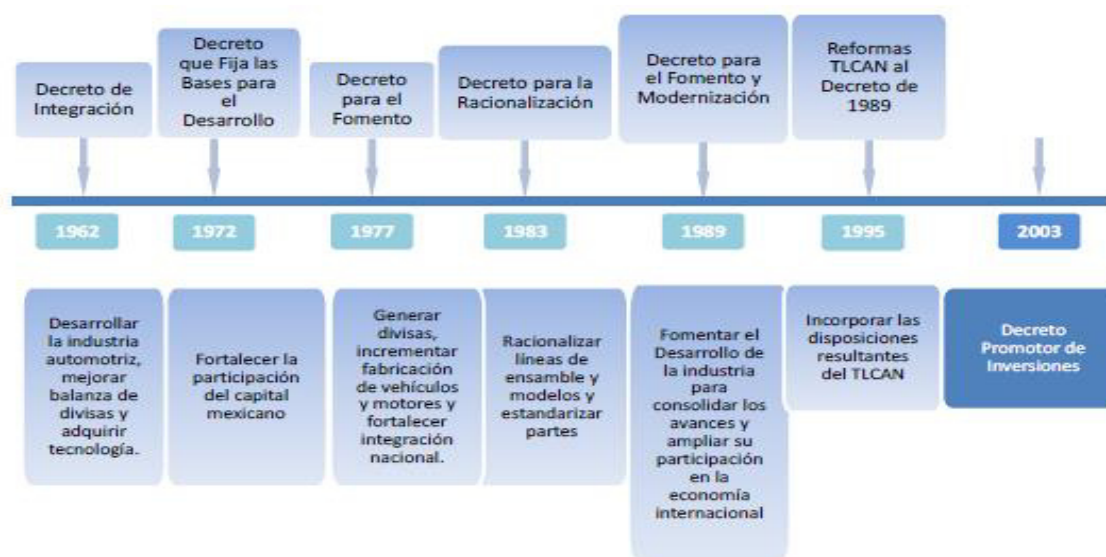 Decreto de
Integración
Decreto
que Fija las
Bases para
el
Desarrollo
Decreto
para el
Fomento
Decreto para la
Racionalización
Decreto para
el Fomento y
Modernización
Reformas
TLCAN al
Decreto de
1989
1962
1972
1977
1983
1989
1995
2003
Desarrollar
la industria
automotriz,
mejorar
balanza de
divisas y
adquirir
tecnología.
Fortalecer la
participación
del capital
mexicano
Generar
divisas,
incrementar
fabricación
de vehículos
y motores y
fortalecer
integración
nacional.
Racionalizar
líneas de
ensamble y
modelos y
estandarizar
partes
Fomentar el
Desarrollo de
la industria
para
consolidar los
avances y
ampliar su
participación
en la
economía
internacional
Incorporar las
disposiciones
resultantes
del TLCAN
Decreto
Promotor de
Inversiones